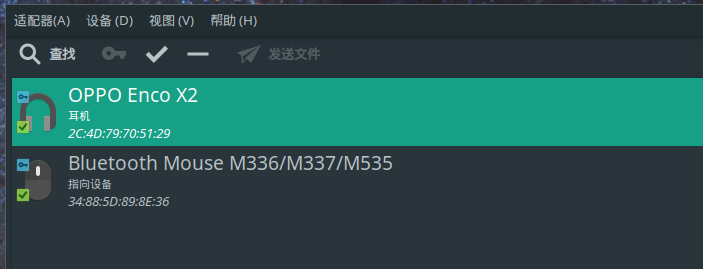 适配器(A) 设备 (D) 视图 (V) 帮助 (H)
查找 发送文件
OPPO Enco X2
耳机
2C:4D:79:70:51:29
Bluetooth Mouse M336/M337/M535
指向设备
34:88:5D:89:8E:36